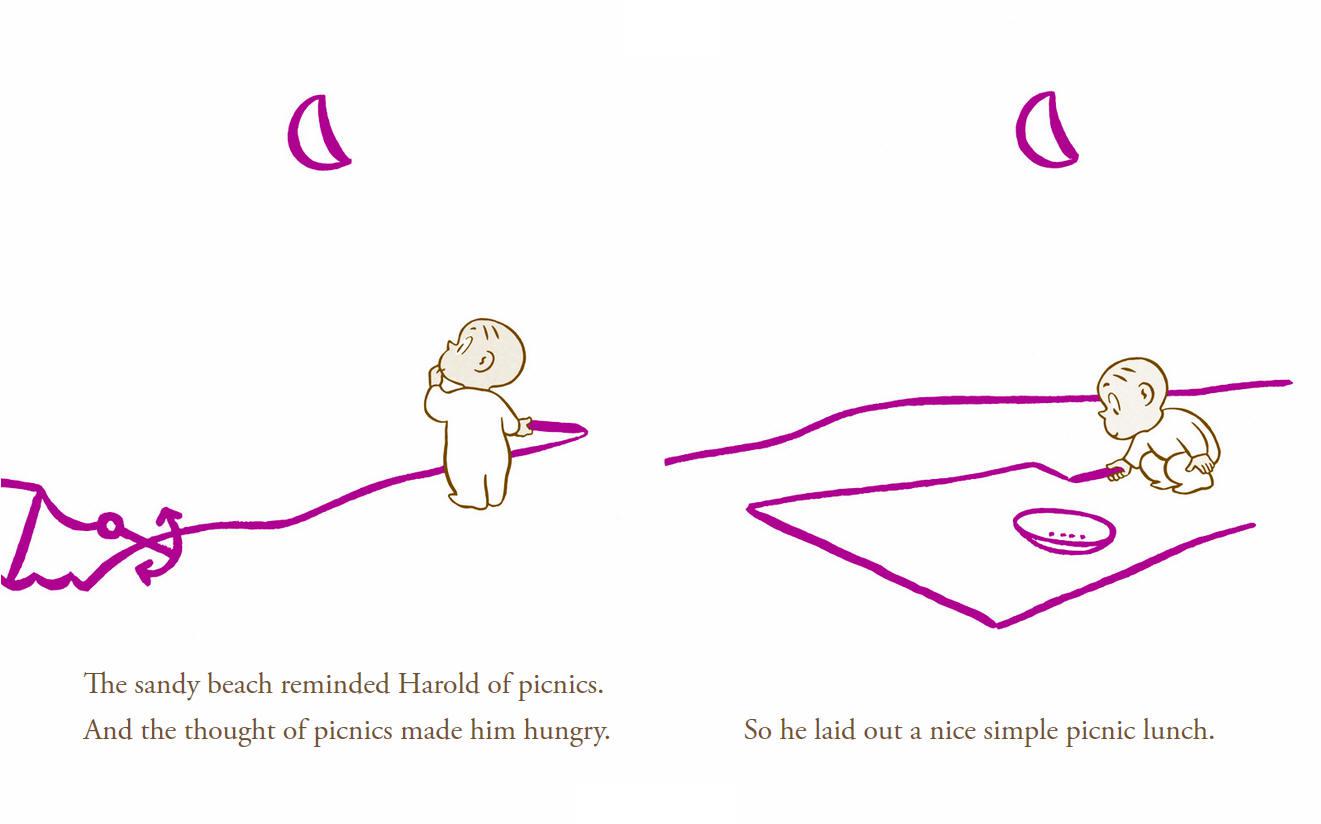 The sandy beach reminded Harold of picnics.
And the thought of picnics made him hungry.
So he laid out a nice simple picnic lunch.